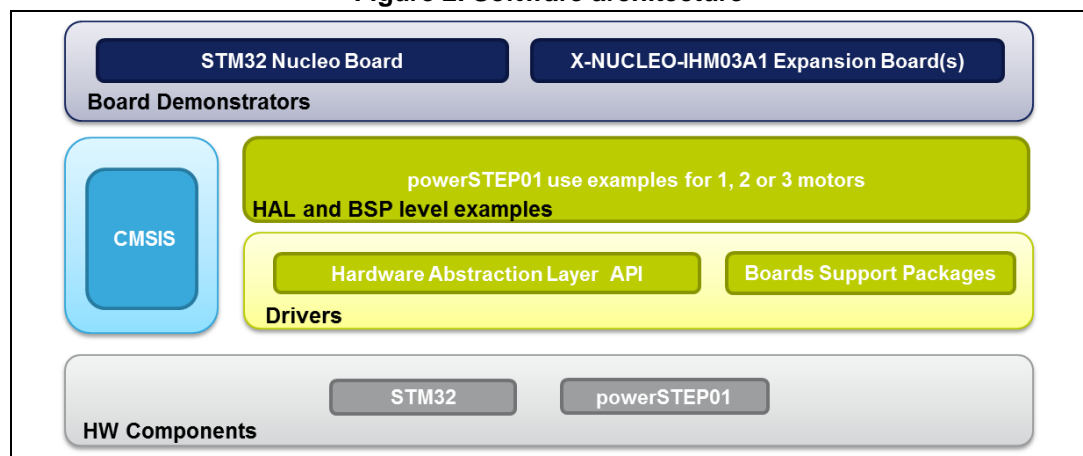 STM32 Nucleo Board
X-NUCLEO-IHM03A1 Expansion Board(s)
Board Demonstrators
CMSIS
powerSTEP01 use examples for 1, 2 or 3 motors
HAL and BSP level examples
Hardware Abstraction Layer API
Boards Support Packages
Drivers
STM32
powerSTEP01
HW Components